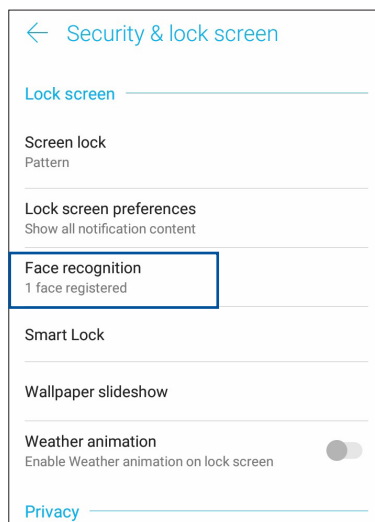 Security & lock screen
Lock screen
Screen lock
Pattern
Lock screen preferences
Show all notification content
Face recognition
1 face registered
Smart Lock
Wallpaper slideshow
Weather animation
Enable Weather animation on lock screen
Privacy